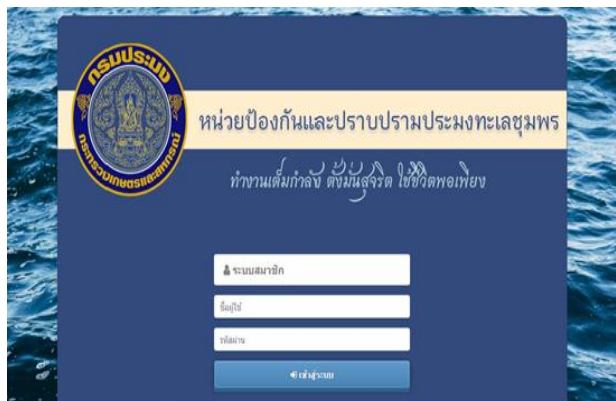 กรมประมง
กระทรวงเกษตรและสหกรณ์
หน่วยป้องกันและปราบปรามประมงทะเลชุมพร
ทำงานเต็มกำลัง ตั้งมั่นสุจริต ใช้ชีวิตพอเพียง
ระบบสมาชิก
ชื่อผู้ใช้
รหัสผ่าน
เข้าสู่ระบบ